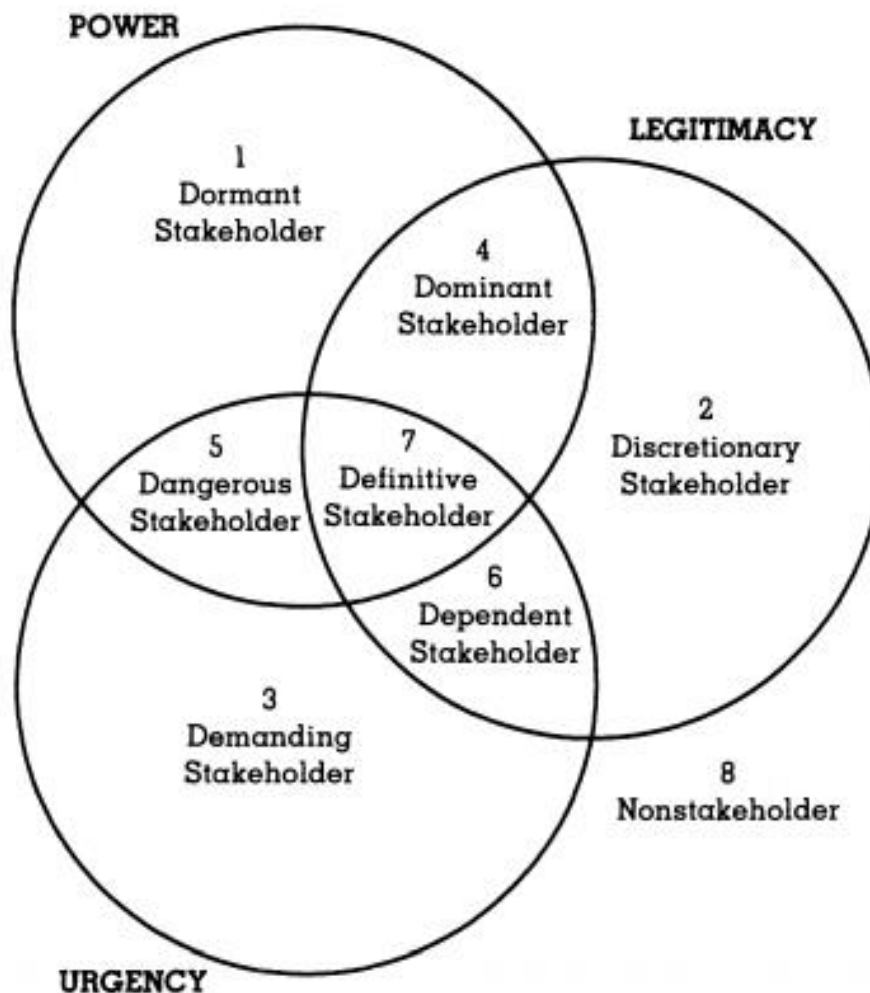 POWER
LEGITIMACY
1
Dormant
Stakeholder
4
Dominant
Stakeholder
2
Discretionary
Stakeholder
5
Dangerous
Stakeholder
7
Definitive
Stakeholder
6
Dependent
Stakeholder
3
Demanding
Stakeholder
8
Nonstakeholder
URGENCY